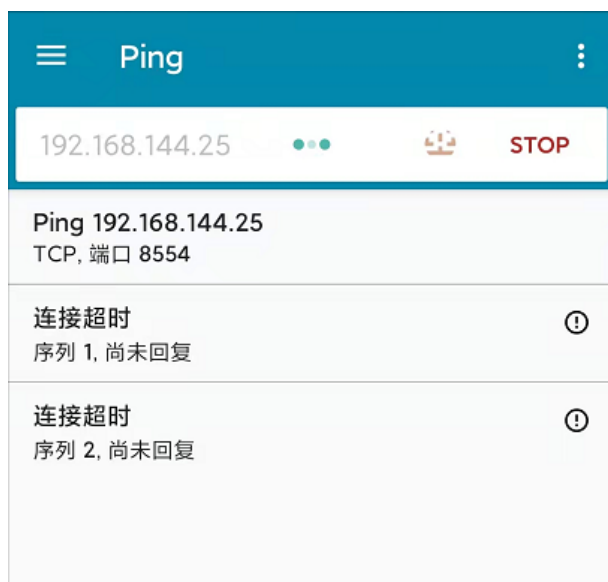 Ping
192.168.144.25
STOP
Ping 192.168.144.25
TCP, 端口 8554
连接超时
序列 1, 尚未回复
连接超时
序列 2, 尚未回复